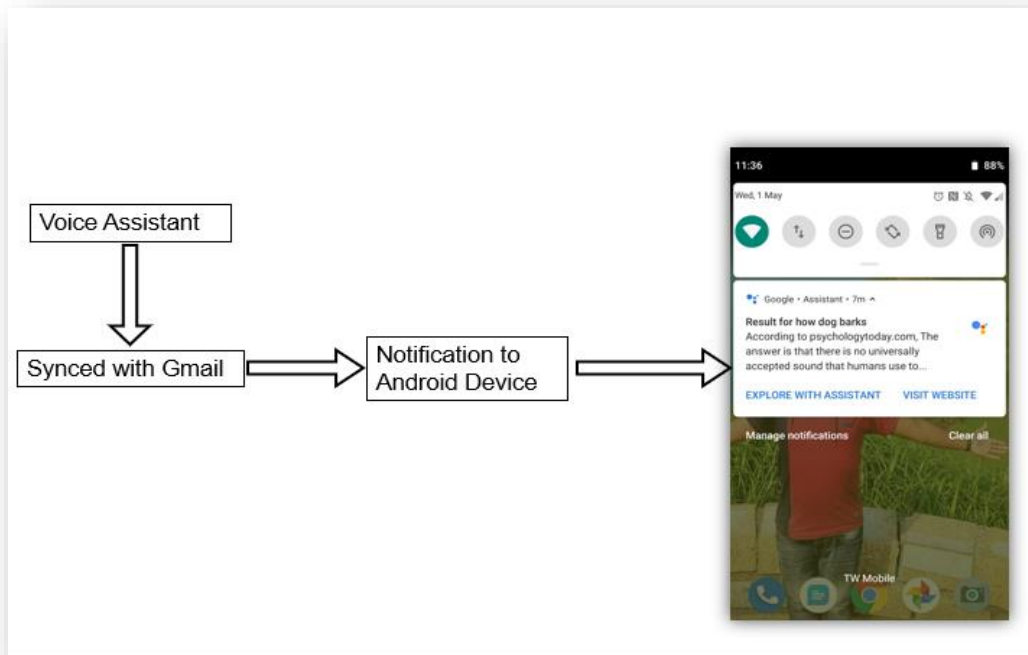 Voice Assistant
Synced with Gmail
Notification to
Android Device
11:36
88%
Wed, 1 May
Google • Assistant • 7m
Result for how dog barks
According to psychologytoday.com, The
answer is that there is no universally
accepted sound that humans use to...
EXPLORE WITH ASSISTANT VISIT WEBSITE
Manage notifications Clear all
TW Mobile